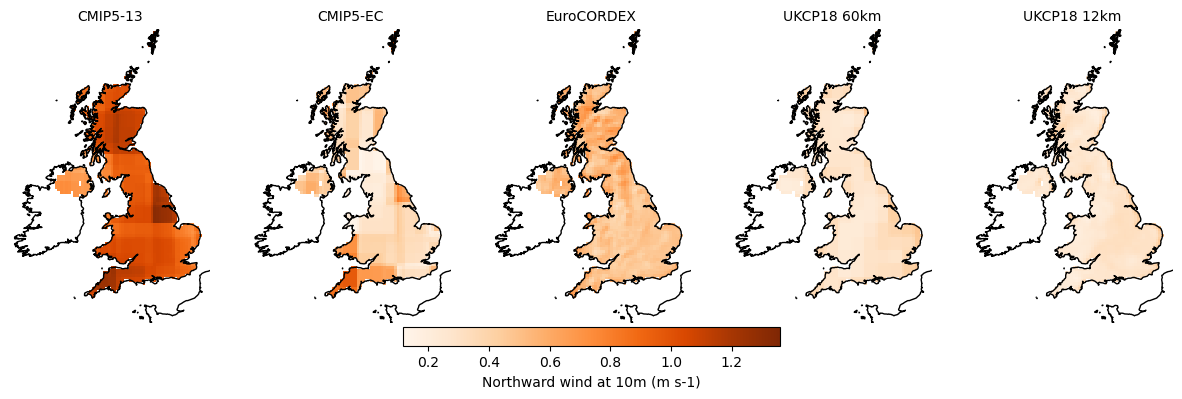 CMIP5-13 CMIP5-EC EuroCORDEX UKCP18 60km UKCP18 12km
0.2 0.4 0.6 0.8 1.0 1.2
Northward wind at 10m (m s-1)